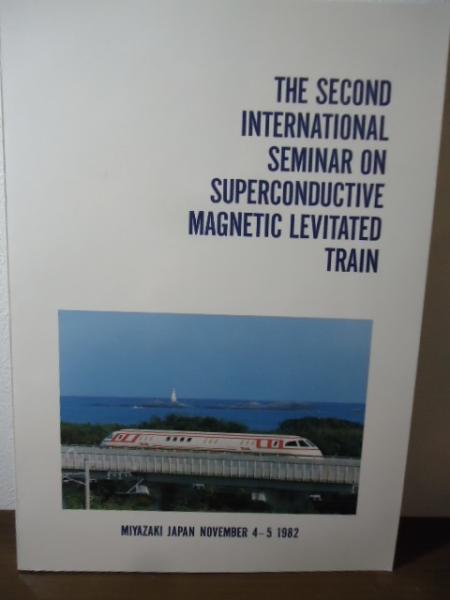 THE SECOND
INTERNATIONAL
SEMINAR ON
SUPERCONDUCTIVE
MAGNETIC LEVITATED
TRAIN
MIYAZAKI JAPAN NOVEMBER 4-5 1982